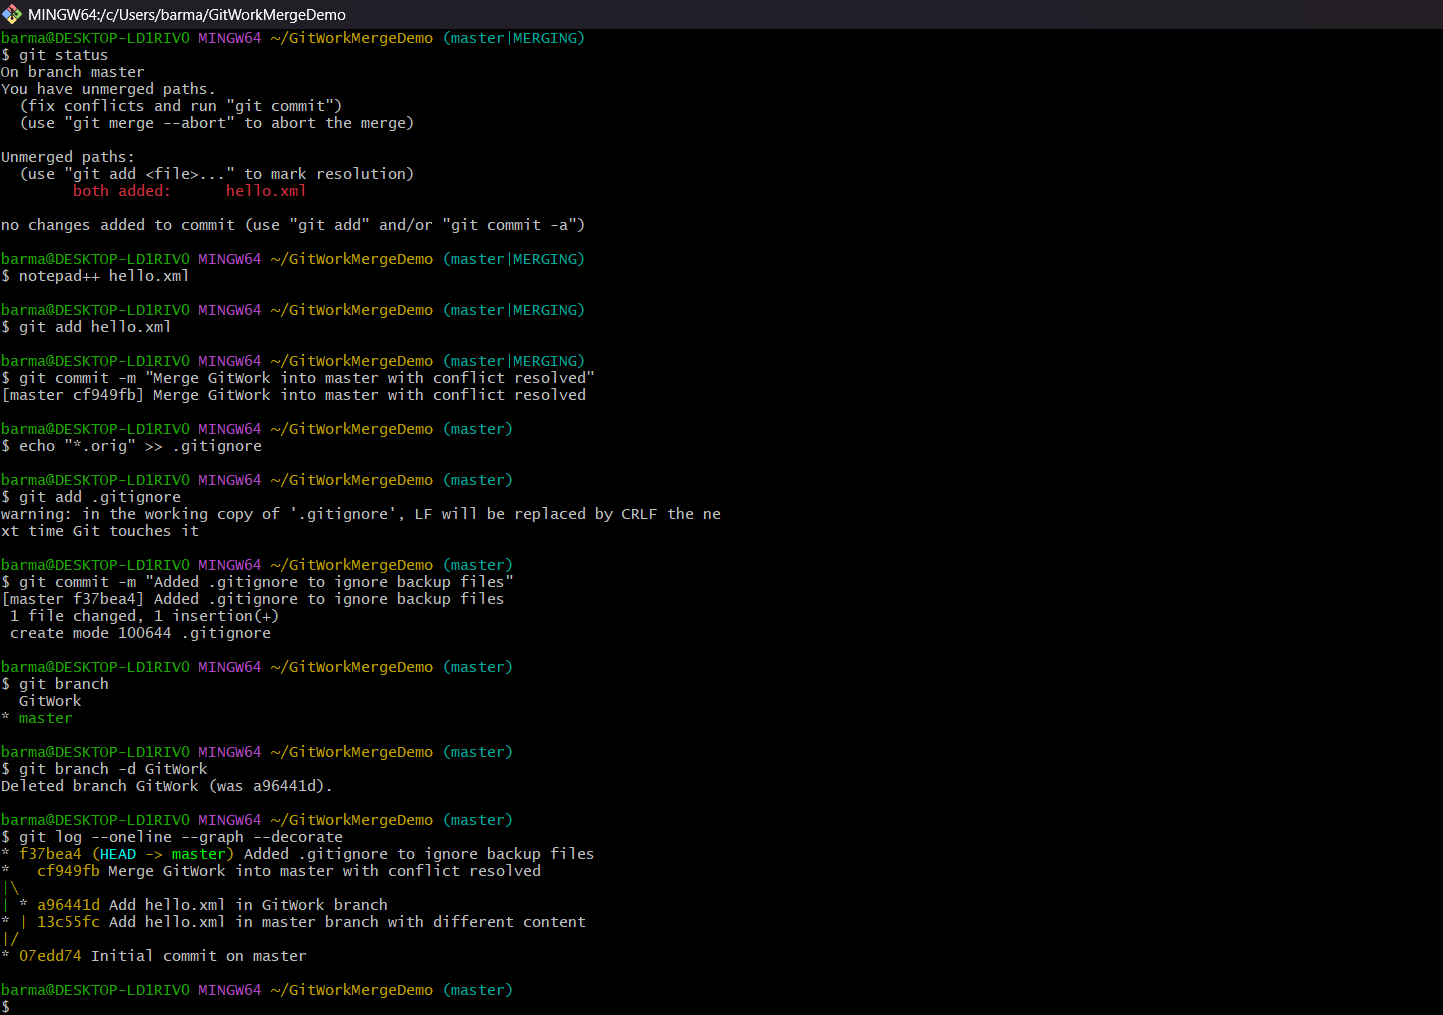 MINGW64:/c/Users/barma/GitWorkMergeDemo
barma@DESKTOP-LD1RIV0 MINGW64 ~/GitWorkMergeDemo (master|MERGING)
$ git status
On branch master
You have unmerged paths.
  (fix conflicts and run "git commit")
  (use "git merge --abort" to abort the merge)

Unmerged paths:
  (use "git add <file>..." to mark resolution)
        both added:      hello.xml

no changes added to commit (use "git add" and/or "git commit -a")

barma@DESKTOP-LD1RIV0 MINGW64 ~/GitWorkMergeDemo (master|MERGING)
$ notepad++ hello.xml

barma@DESKTOP-LD1RIV0 MINGW64 ~/GitWorkMergeDemo (master|MERGING)
$ git add hello.xml

barma@DESKTOP-LD1RIV0 MINGW64 ~/GitWorkMergeDemo (master|MERGING)
$ git commit -m "Merge GitWork into master with conflict resolved"
[master cf949fb] Merge GitWork into master with conflict resolved

barma@DESKTOP-LD1RIV0 MINGW64 ~/GitWorkMergeDemo (master)
$ echo "*.orig" >> .gitignore

barma@DESKTOP-LD1RIV0 MINGW64 ~/GitWorkMergeDemo (master)
$ git add .gitignore
warning: in the working copy of '.gitignore', LF will be replaced by CRLF the ne
xt time Git touches it

barma@DESKTOP-LD1RIV0 MINGW64 ~/GitWorkMergeDemo (master)
$ git commit -m "Added .gitignore to ignore backup files"
[master f37bea4] Added .gitignore to ignore backup files
 1 file changed, 1 insertion(+)
 create mode 100644 .gitignore

barma@DESKTOP-LD1RIV0 MINGW64 ~/GitWorkMergeDemo (master)
$ git branch
  GitWork
* master

barma@DESKTOP-LD1RIV0 MINGW64 ~/GitWorkMergeDemo (master)
$ git branch -d GitWork
Deleted branch GitWork (was a96441d).

barma@DESKTOP-LD1RIV0 MINGW64 ~/GitWorkMergeDemo (master)
$ git log --oneline --graph --decorate
* f37bea4 (HEAD -> master) Added .gitignore to ignore backup files
*   cf949fb Merge GitWork into master with conflict resolved
|\
| * a96441d Add hello.xml in GitWork branch
* | 13c55fc Add hello.xml in master branch with different content
|/
* 07edd74 Initial commit on master

barma@DESKTOP-LD1RIV0 MINGW64 ~/GitWorkMergeDemo (master)
$